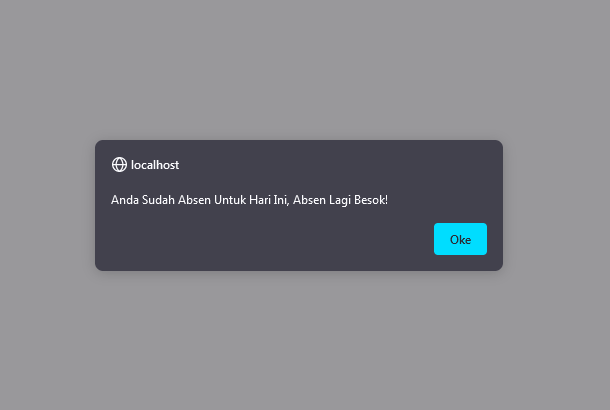 localhost
Anda Sudah Absen Untuk Hari Ini, Absen Lagi Besok!
Oke